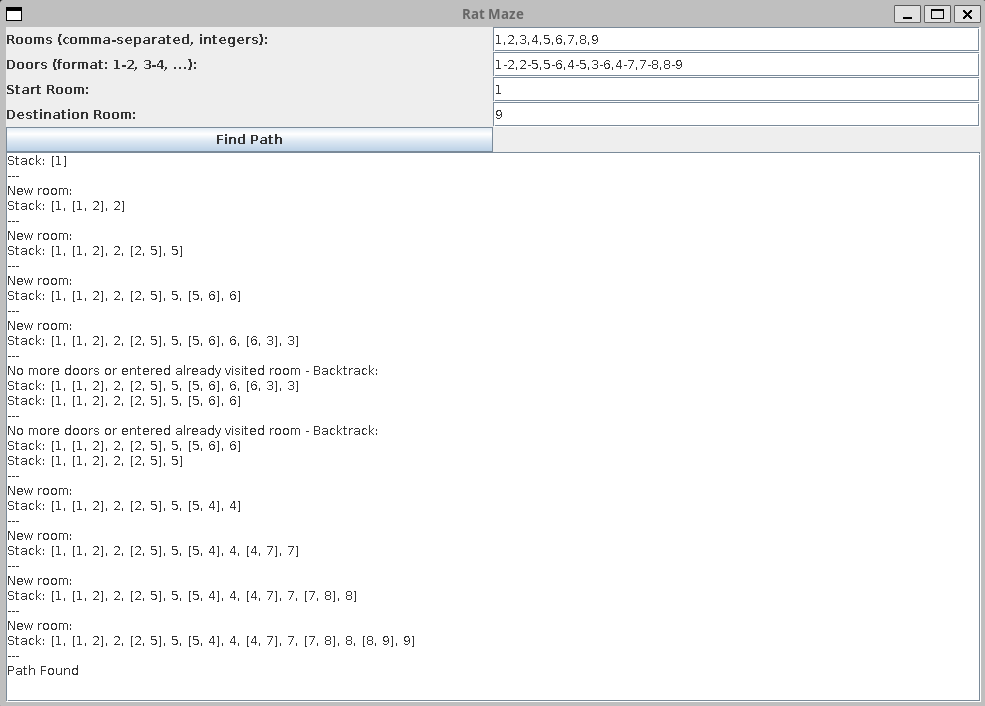 Rat Maze
Rooms (comma-separated, integers):
1,2,3,4,5,6,7,8,9
Doors (format: 1-2, 3-4, ...):
1-2,2-5,5-6,4-5,3-6,4-7,7-8,8-9
Start Room:
1
Destination Room:
9
Find Path
Stack: [1]
---
New room:
Stack: [1, [1, 2], 2]
---
New room:
Stack: [1, [1, 2], 2, [2, 5], 5]
---
New room:
Stack: [1, [1, 2], 2, [2, 5], 5, [5, 6], 6]
---
New room:
Stack: [1, [1, 2], 2, [2, 5], 5, [5, 6], 6, [6, 3], 3]
---
No more doors or entered already visited room - Backtrack:
Stack: [1, [1, 2], 2, [2, 5], 5, [5, 6], 6, [6, 3], 3]
Stack: [1, [1, 2], 2, [2, 5], 5, [5, 6], 6]
---
No more doors or entered already visited room - Backtrack:
Stack: [1, [1, 2], 2, [2, 5], 5, [5, 6], 6]
Stack: [1, [1, 2], 2, [2, 5], 5]
---
New room:
Stack: [1, [1, 2], 2, [2, 5], 5, [5, 4], 4]
---
New room:
Stack: [1, [1, 2], 2, [2, 5], 5, [5, 4], 4, [4, 7], 7]
---
New room:
Stack: [1, [1, 2], 2, [2, 5], 5, [5, 4], 4, [4, 7], 7, [7, 8], 8]
---
New room:
Stack: [1, [1, 2], 2, [2, 5], 5, [5, 4], 4, [4, 7], 7, [7, 8], 8, [8, 9], 9]
---
Path Found